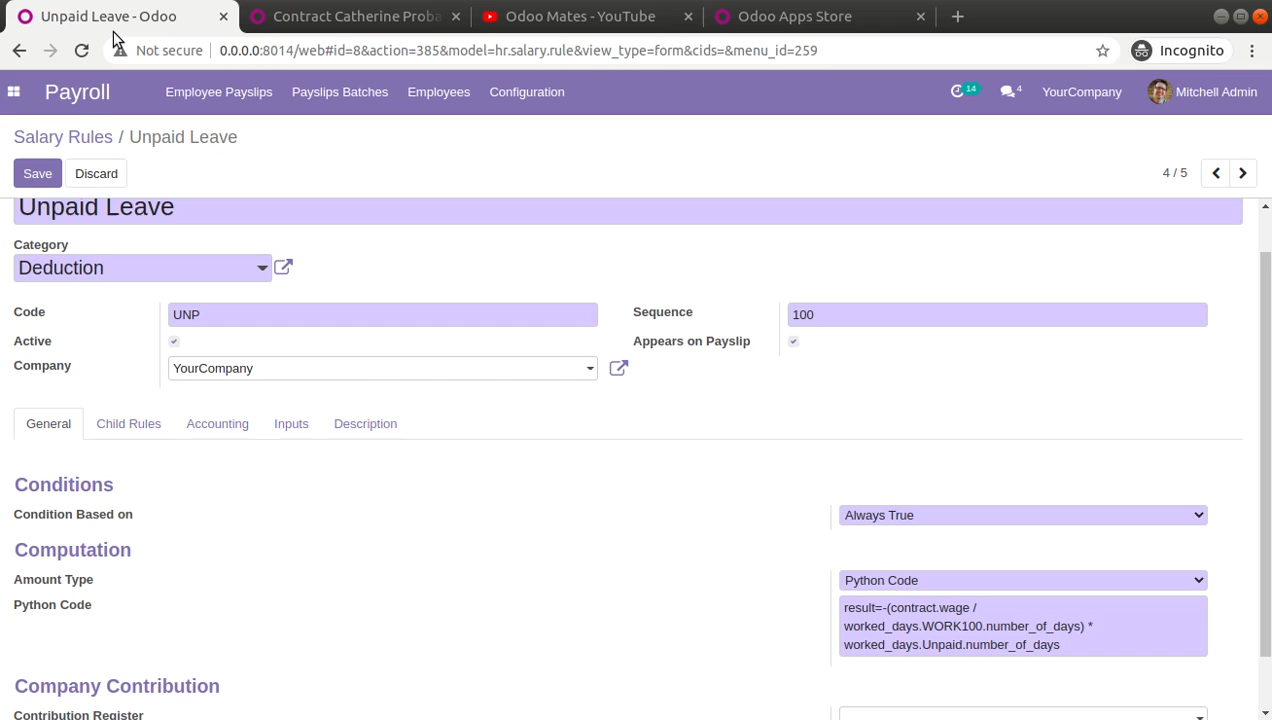 Unpaid Leave - Odoo
Contract Catherine Proba
Odoo Mates - YouTube
Odoo Apps Store
Not secure
0.0.0.0:8014/web#id=8&action=385&model=hr.salary.rule&view_type=form&cids=&menu_id=259
Incognito
Payroll
Employee Payslips
Payslips Batches
Employees
Configuration
14
4
YourCompany
Mitchell Admin
Salary Rules / Unpaid Leave
Save
Discard
4 / 5
Unpaid Leave
Category
Deduction
Code
UNP
Sequence
100
Active
Appears on Payslip
Company
YourCompany
General
Child Rules
Accounting
Inputs
Description
Conditions
Condition Based on
Always True
Computation
Amount Type
Python Code
Python Code
result=-(contract.wage /
worked_days.WORK100.number_of_days) *
worked_days.Unpaid.number_of_days
Company Contribution
Contribution Register